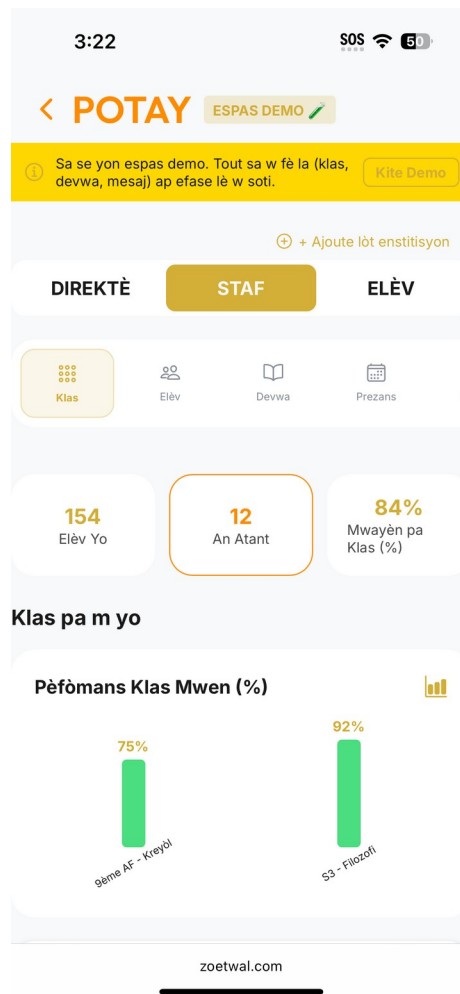 3:22
SOS
50
POTAY
ESPAS DEMO
Sa se yon espas demo. Tout sa w fè la (klas,
devwa, mesaj) ap efase lè w soti.
Kite Demo
+ Ajoute lòt enstitisyon
DIREKTÈ
STAF
ELÈV
Klas
Elèv
Devwa
Prezans
154
Elèv Yo
12
An Atant
84%
Mwayèn pa
Klas (%)
Klas pa m yo
Pèfòmans Klas Mwen (%)
75%
92%
9ème AF - Kreyòl
S3 - Filozofi
zoetwal.com